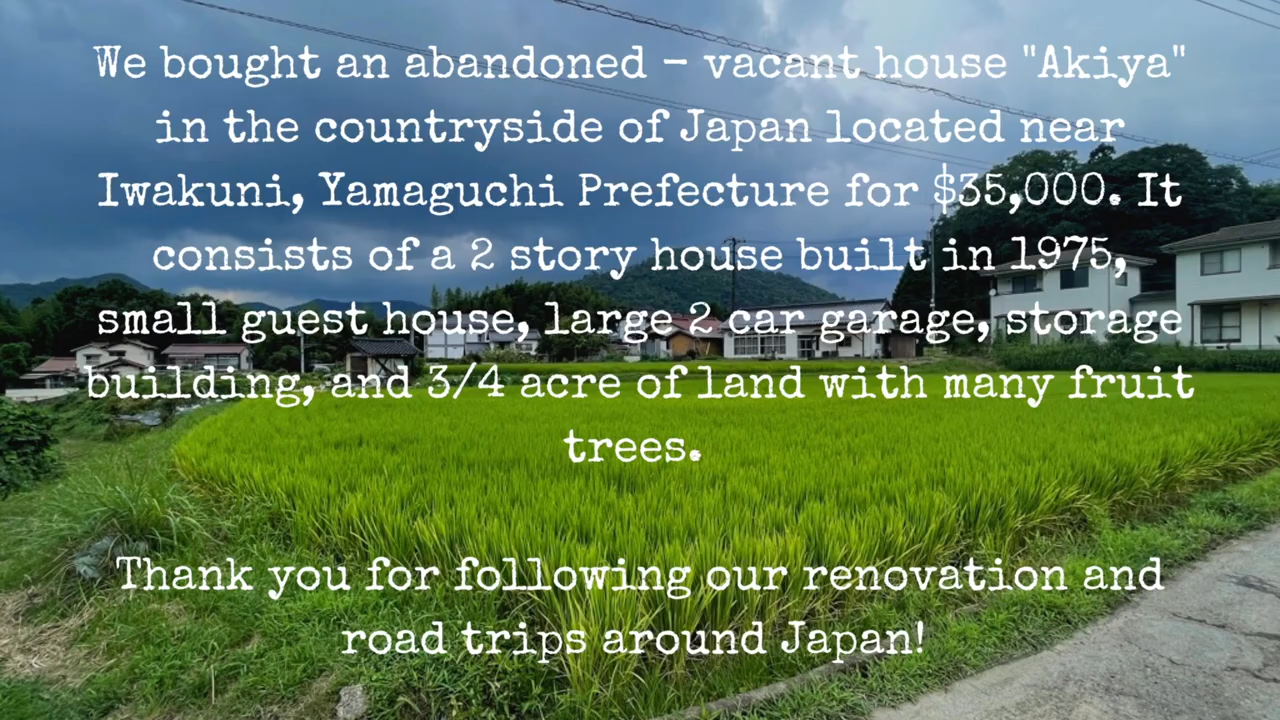 We bought an abandoned - vacant house "Akiya"
in the countryside of Japan located near
Iwakuni, Yamaguchi Prefecture for $35,000. It
consists of a 2 story house built in 1975,
small guest house, large 2 car garage, storage
building, and 3/4 acre of land with many fruit
trees.
Thank you for following our renovation and
road trips around Japan!